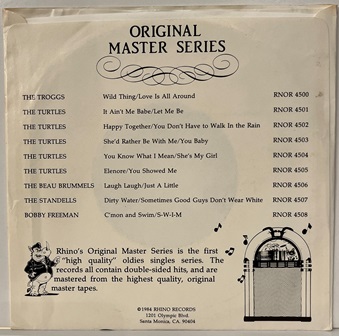 ORIGINAL
MASTER SERIES
THE TROGGS Wild Thing/Love Is All Around RNOR 4500
THE TURTLES It Ain't Me Babe/Let Me Be RNOR 4501
THE TURTLES Happy Together/You Don't Have to Walk In the Rain RNOR 4502
THE TURTLES She'd Rather Be With Me/You Baby RNOR 4503
THE TURTLES You Know What I Mean/She's My Girl RNOR 4504
THE TURTLES Elenore/You Showed Me RNOR 4505
THE BEAU BRUMMELS Laugh Laugh/Just A Little RNOR 4506
THE STANDELLS Dirty Water/Sometimes Good Guys Don't Wear White RNOR 4507
BOBBY FREEMAN C'mon and Swim/S-W-I-M RNOR 4508
Rhino's Original Master Series is the first
"high quality" oldies singles series. The
records all contain double-sided hits, and are
mastered from the highest quality, original
master tapes.
©1984 RHINO RECORDS
1201 Olympic Blvd.
Santa Monica, CA. 90404